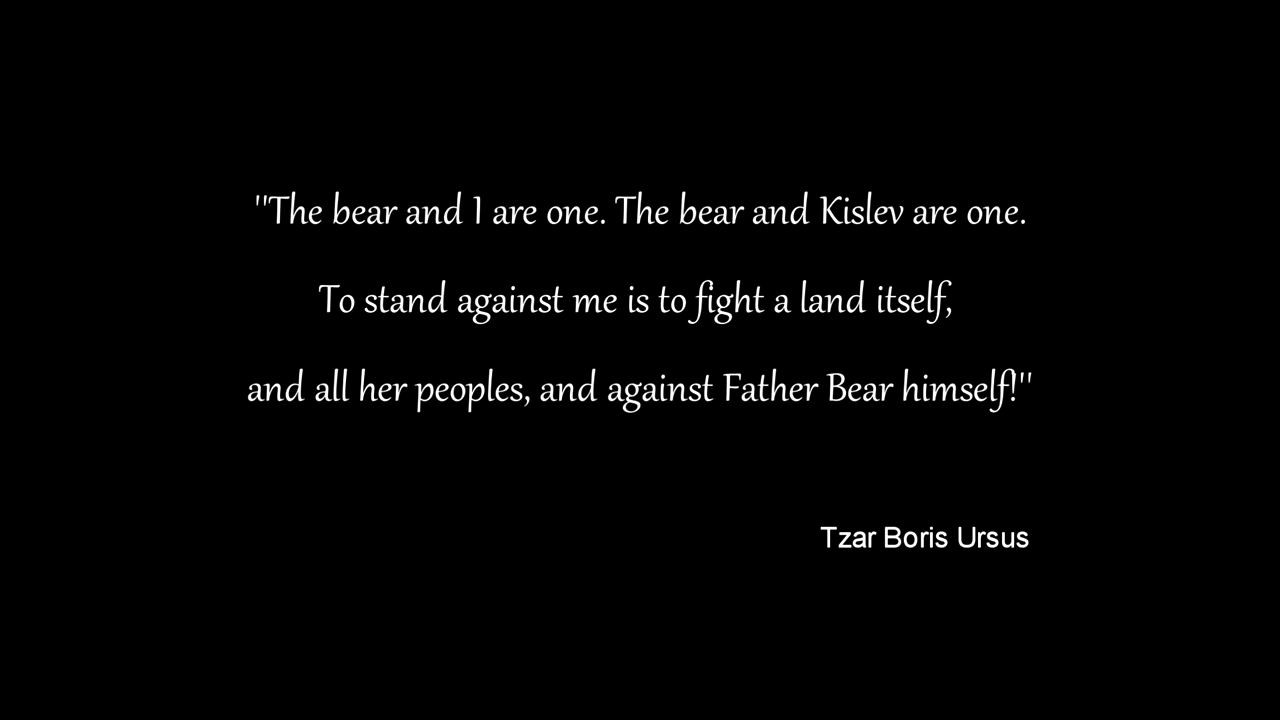 "The bear and I are one. The bear and Kislev are one.
To stand against me is to fight a land itself,
and all her peoples, and against Father Bear himself!"
Tzar Boris Ursus